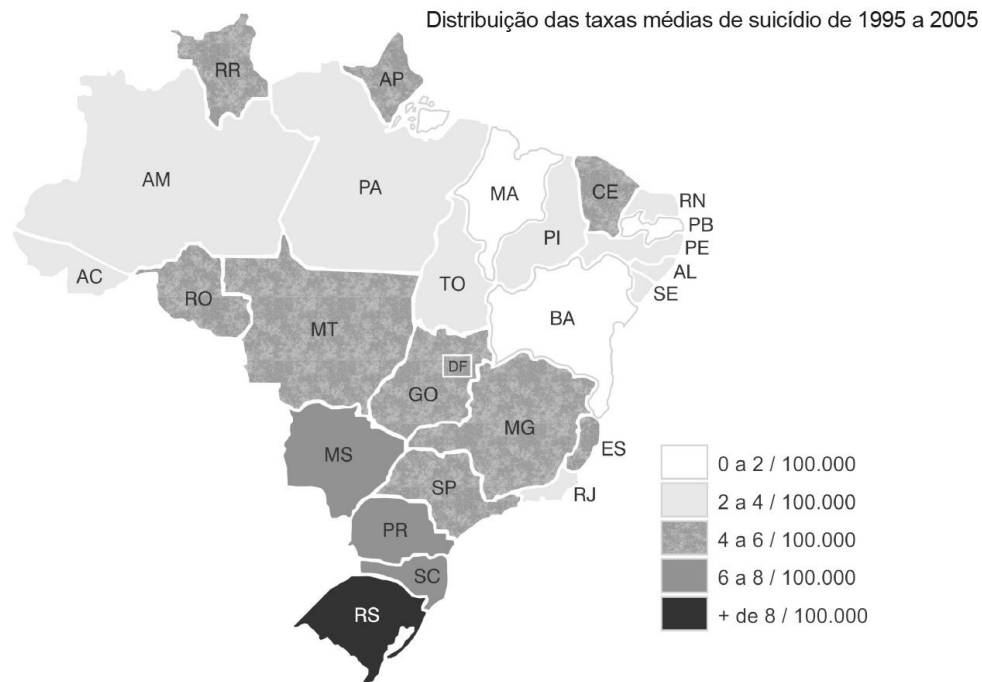 Distribuição das taxas médias de suicídio de 1995 a 2005
RR
AP
AM
PA
MA
CE
RN
PB
PI
PE
AC
TO
AL
SE
RO
BA
MT
DF
GO
MG
ES
MS
SP
RJ
PR
SC
RS
0 a 2 / 100.000
2 a 4 / 100.000
4 a 6 / 100.000
6 a 8 / 100.000
+ de 8 / 100.000